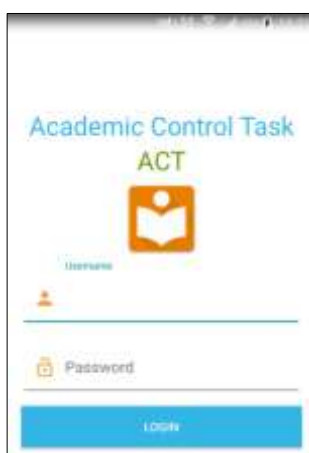 Academic Control Task
ACT
Username
Password
LOGIN